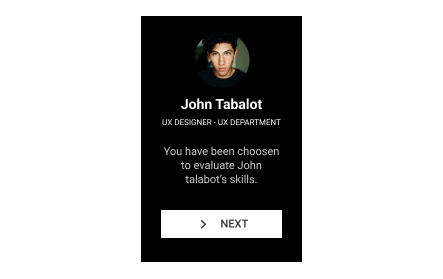 John Tabalot
UX DESIGNER - UX DEPARTMENT
You have been choosen
to evaluate John
talabot's skills.
NEXT